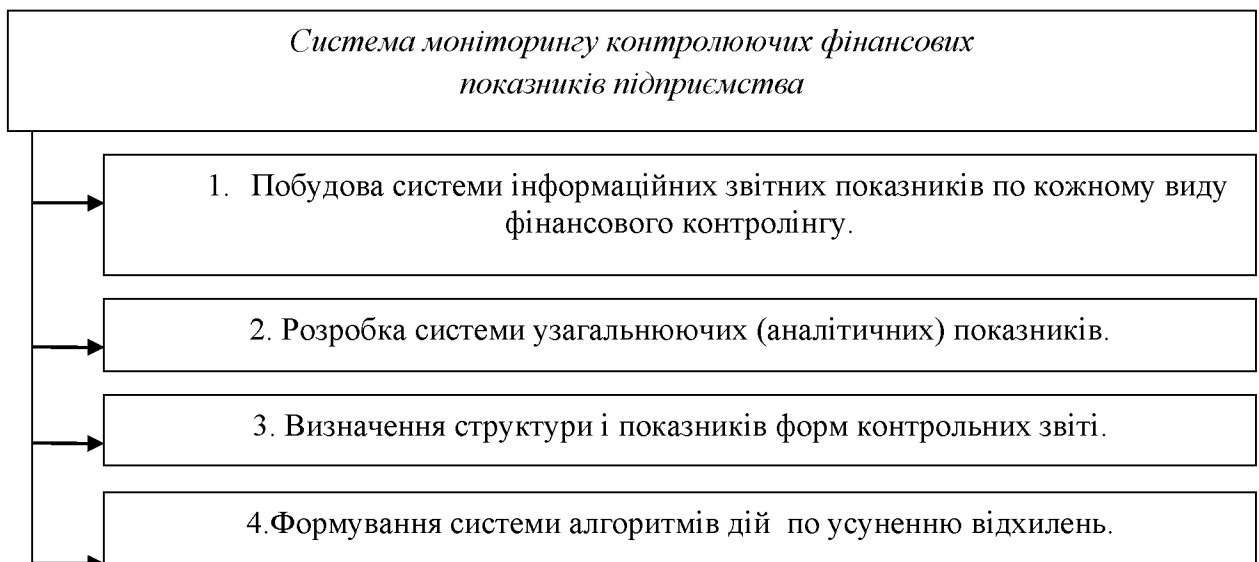 Система моніторингу контролюючих фінансових
показників підприємства
1. Побудова системи інформаційних звітних показників по кожному виду
фінансового контролінгу.
2. Розробка системи узагальнюючих (аналітичних) показників.
3. Визначення структури і показників форм контрольних звіті.
4.Формування системи алгоритмів дій по усуненню відхилень.